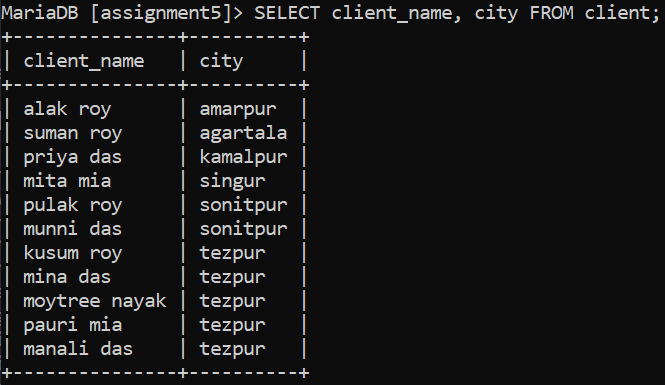 MariaDB [assignment5]> SELECT client_name, city FROM client;
+---------------+----------+
| client_name   | city     |
+---------------+----------+
| alak roy      | amarpur  |
| suman roy     | agartala |
| priya das     | kamalpur |
| mita mia      | singur   |
| pulak roy     | sonitpur |
| munni das     | sonitpur |
| kusum roy     | tezpur   |
| mina das      | tezpur   |
| moytree nayak | tezpur   |
| pauri mia     | tezpur   |
| manali das    | tezpur   |
+---------------+----------+